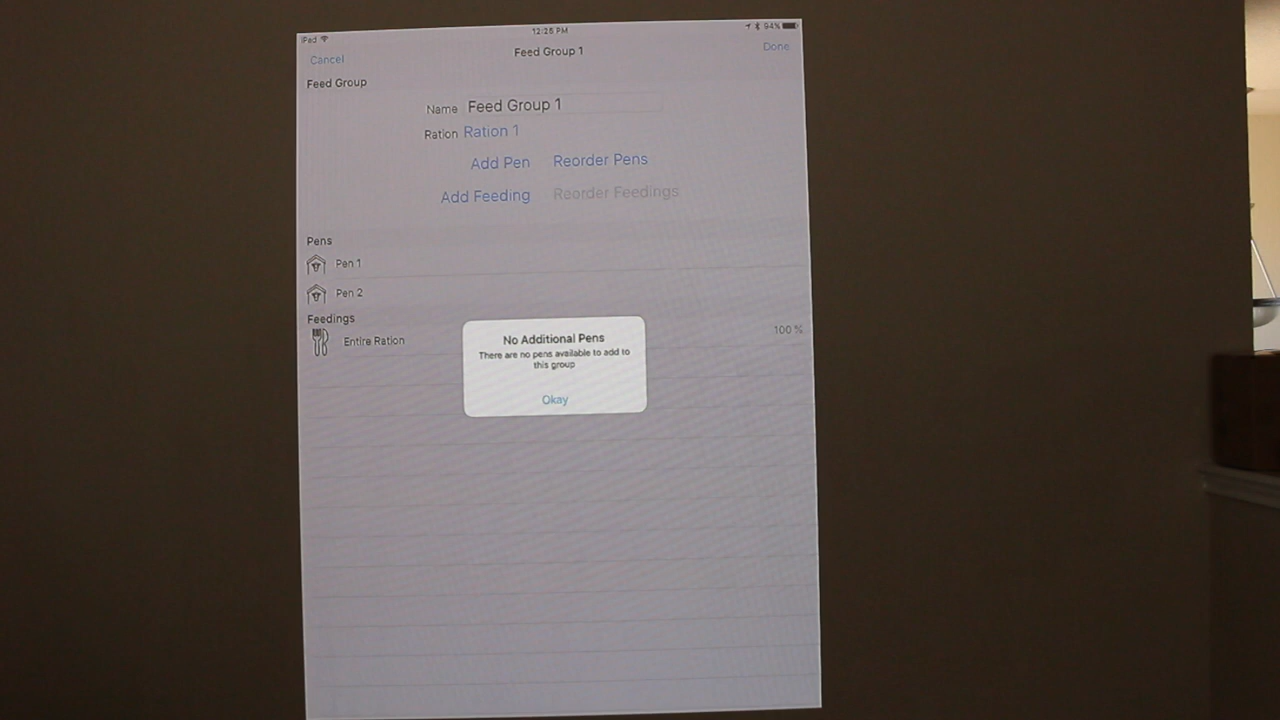 iPad 12:25 PM 94%
Cancel Feed Group 1 Done
Feed Group
Name Feed Group 1
Ration Ration 1
Add Pen Reorder Pens
Add Feeding Reorder Feedings
Pens
Pen 1
Pen 2
Feedings
Entire Ration 100%
No Additional Pens
There are no pens available to add to
this group
Okay